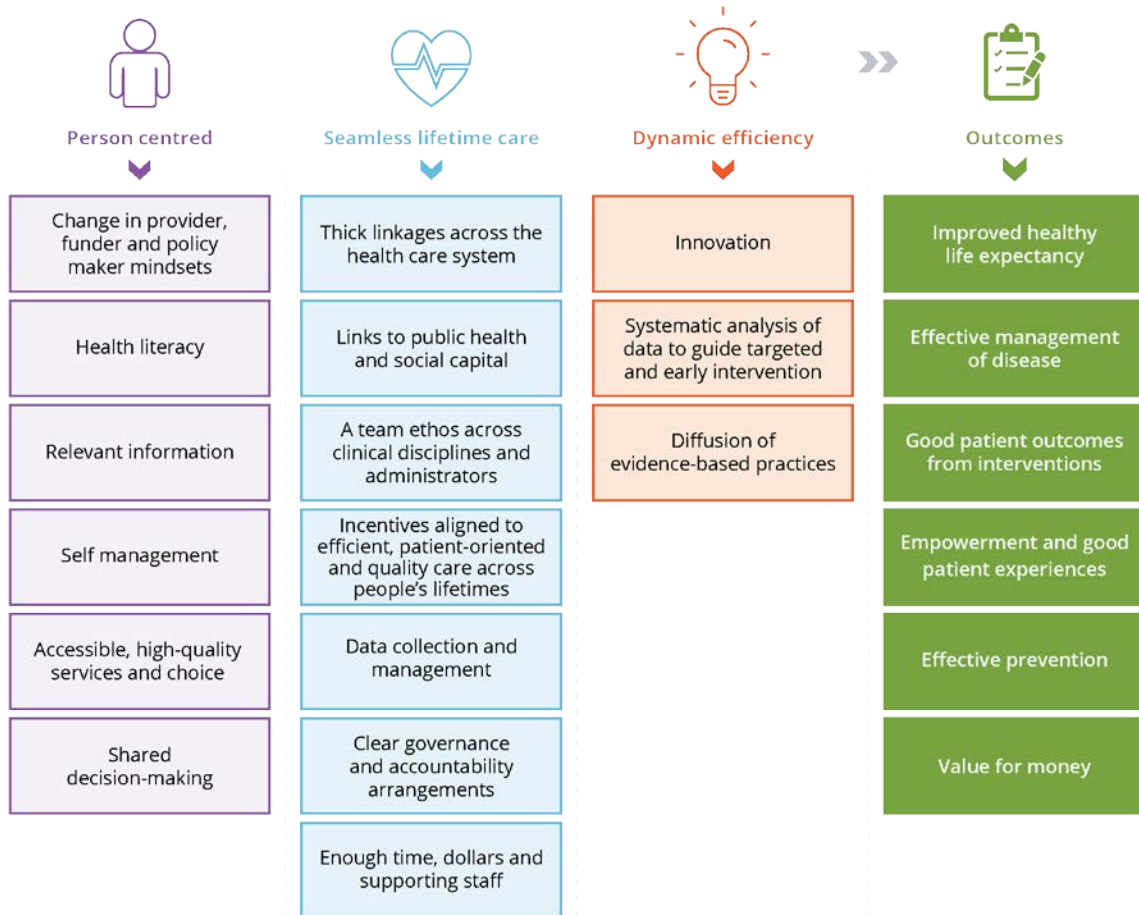 Person centred
Change in provider,
funder and policy
maker mindsets
Health literacy
Relevant information
Self management
Accessible, high-quality
services and choice
Shared
decision-making
Seamless lifetime care
Thick linkages across the
health care system
Links to public health
and social capital
A team ethos across
clinical disciplines and
administrators
Incentives aligned to
efficient, patient-oriented
and quality care across
people’s lifetimes
Data collection and
management
Clear governance
and accountability
arrangements
Enough time, dollars and
supporting staff
Dynamic efficiency
Innovation
Systematic analysis of
data to guide targeted
and early intervention
Diffusion of
evidence-based practices
Outcomes
Improved healthy
life expectancy
Effective management
of disease
Good patient outcomes
from interventions
Empowerment and good
patient experiences
Effective prevention
Value for money